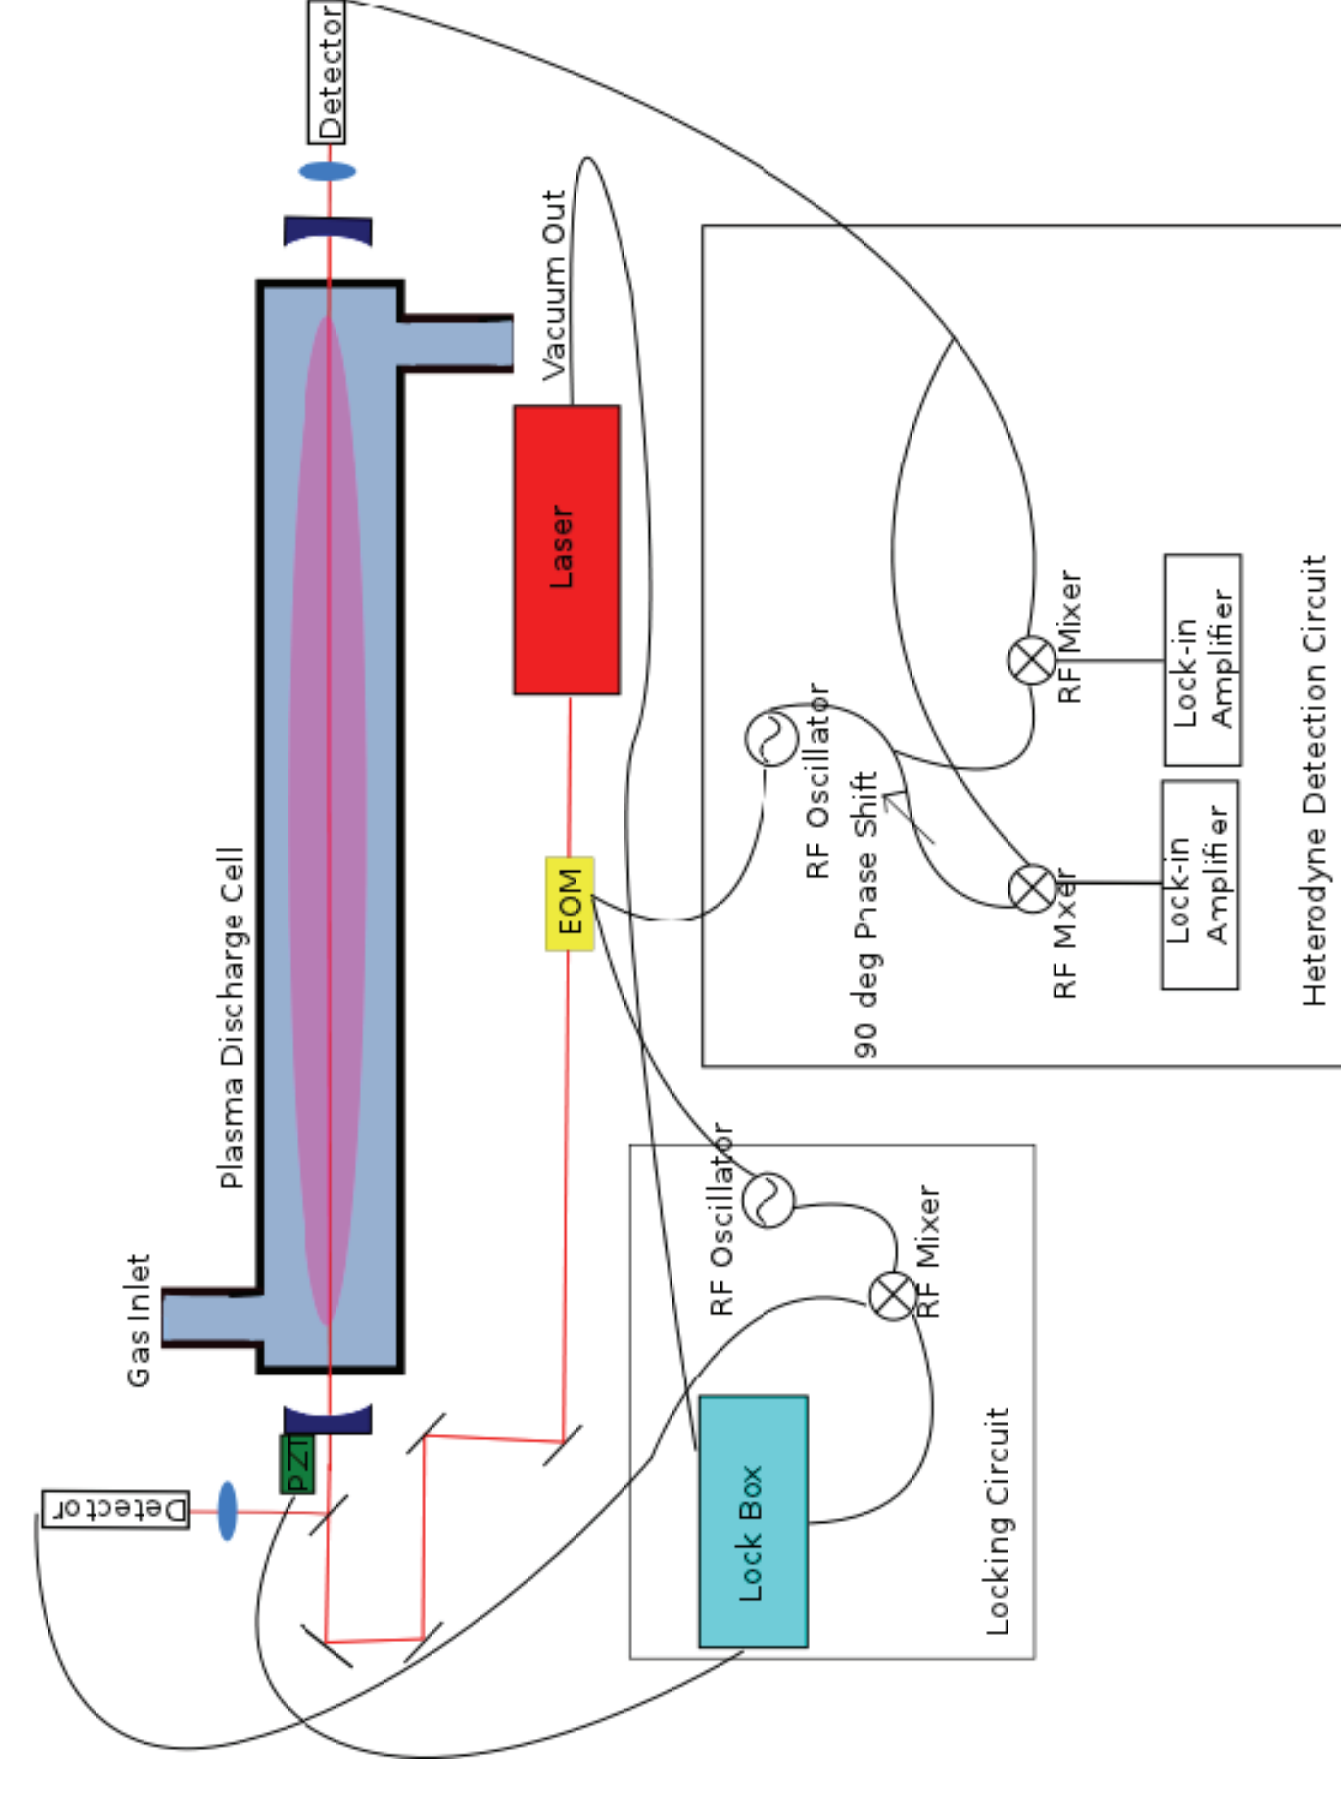 Detector
Gas Inlet
Plasma Discharge Cell
Detector
PZT
Vacuum Out
Laser
EOM
RF Oscillator
90 deg Phase Shift
RF Mixer
RF Mxer
Lock-in
Amplifier
Lock-in
Amplifier
Heterodyne Detection Circuit
RF Oscillator
RF Mixer
Lock Box
Locking Circuit